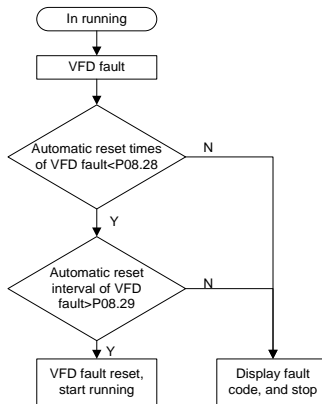 In running
VFD fault
Automatic reset times
of VFD fault<P08.28
N
Y
Automatic reset
interval of VFD
fault>P08.29
N
Y
VFD fault reset,
start running
Display fault
code, and stop